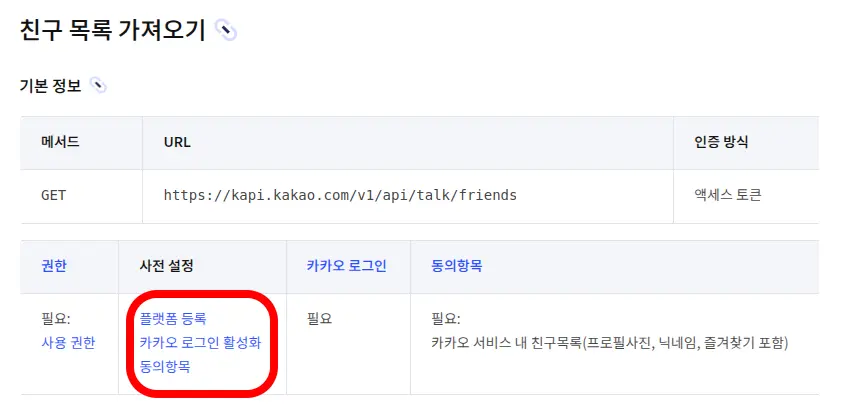 친구 목록 가져오기
기본 정보
메서드 URL 인증 방식
GET https://kapi.kakao.com/v1/api/talk/friends 액세스 토큰
권한 사전 설정 카카오 로그인 동의항목
필요: 플랫폼 등록 필요 필요:
사용 권한 카카오 로그인 활성화 카카오 서비스 내 친구목록(프로필사진, 닉네임, 즐겨찾기 포함)
동의항목